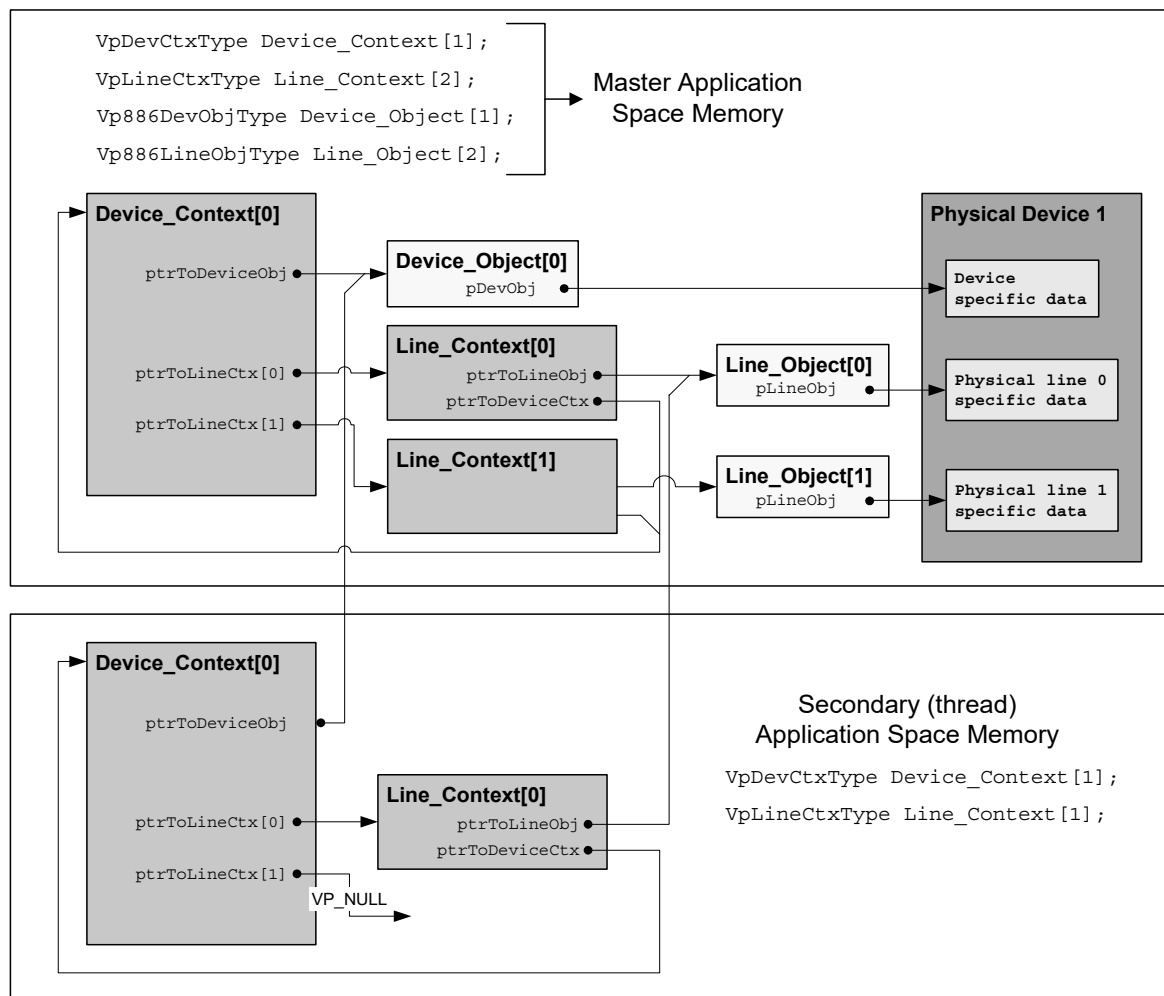 VpDevCtxType Device_Context[1];
VpLineCtxType Line_Context[2];
Vp886DevObjType Device_Object[1];
Vp886LineObjType Line_Object[2];
Master Application
Space Memory
Device_Context[0]
ptrToDeviceObj
ptrToLineCtx[0]
ptrToLineCtx[1]
Device_Object[0]
pDevObj
Line_Context[0]
ptrToLineObj
ptrToDeviceCtx
Line_Context[1]
Line_Object[0]
pLineObj
Line_Object[1]
pLineObj
Physical Device 1
Device
specific data
Physical line 0
specific data
Physical line 1
specific data
Device_Context[0]
ptrToDeviceObj
ptrToLineCtx[0]
ptrToLineCtx[1]
VP_NULL
Line_Context[0]
ptrToLineObj
ptrToDeviceCtx
Secondary (thread)
Application Space Memory
VpDevCtxType Device_Context[1];
VpLineCtxType Line_Context[1];